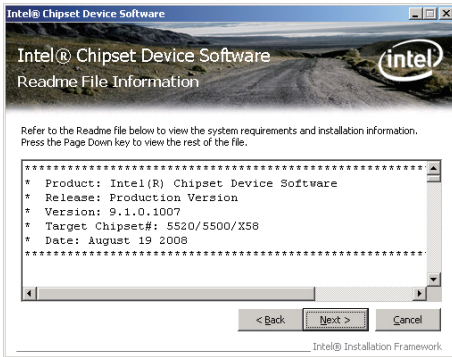 Intel® Chipset Device Software
Intel® Chipset Device Software
Readme File Information
intel
Refer to the Readme file below to view the system requirements and installation information.
Press the Page Down key to view the rest of the file.
************************************************
*  Product: Intel(R) Chipset Device Software
*  Release: Production Version
*  Version: 9.1.0.1007
*  Target Chipset#: 5520/5500/X58
*  Date: August 19 2008
************************************************
< Back
Next >
Cancel
Intel® Installation Framework